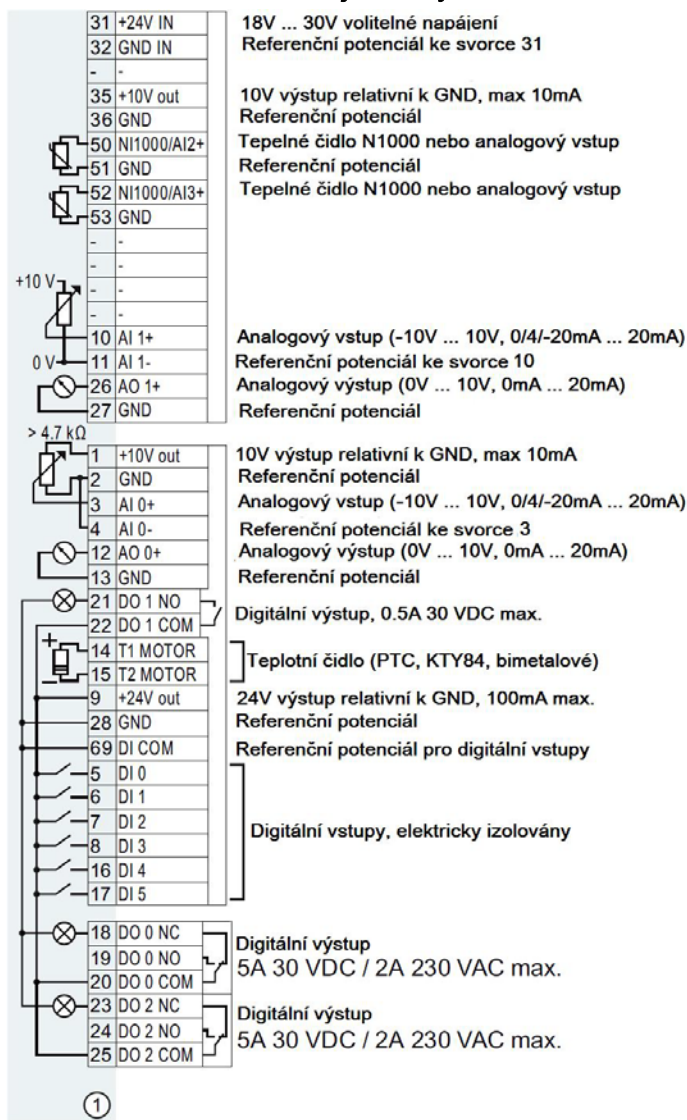 31 +24V IN 18V ... 30V volitelné napájení
32 GND IN Referenční potenciál ke svorce 31
- -
35 +10V out 10V výstup relativní k GND, max 10mA
36 GND Referenční potenciál
50 NI1000/AI2+ Tepelné čidlo N1000 nebo analogový vstup
51 GND Referenční potenciál
52 NI1000/AI3+ Tepelné čidlo N1000 nebo analogový vstup
53 GND
- -
- -
+10 V
- -
- -
10 AI 1+ Analogový vstup (-10V ... 10V, 0/4/-20mA ... 20mA)
0 V 11 AI 1- Referenční potenciál ke svorce 10
26 AO 1+ Analogový výstup (0V ... 10V, 0mA ... 20mA)
27 GND Referenční potenciál
> 4.7 kΩ
1 +10V out 10V výstup relativní k GND, max 10mA
2 GND Referenční potenciál
3 AI 0+ Analogový vstup (-10V ... 10V, 0/4/-20mA ... 20mA)
4 AI 0- Referenční potenciál ke svorce 3
12 AO 0+ Analogový výstup (0V ... 10V, 0mA ... 20mA)
13 GND Referenční potenciál
21 DO 1 NO
Digitální výstup, 0.5A 30 VDC max.
22 DO 1 COM
+ 14 T1 MOTOR
Teplotní čidlo (PTC, KTY84, bimetalové)
- 15 T2 MOTOR
9 +24V out 24V výstup relativní k GND, 100mA max.
28 GND Referenční potenciál
69 DI COM Referenční potenciál pro digitální vstupy
5 DI 0
6 DI 1
7 DI 2
Digitální vstupy, elektricky izolovány
8 DI 3
16 DI 4
17 DI 5
18 DO 0 NC
Digitální výstup
19 DO 0 NO
5A 30 VDC / 2A 230 VAC max.
20 DO 0 COM
23 DO 2 NC
Digitální výstup
24 DO 2 NO
5A 30 VDC / 2A 230 VAC max.
25 DO 2 COM
1